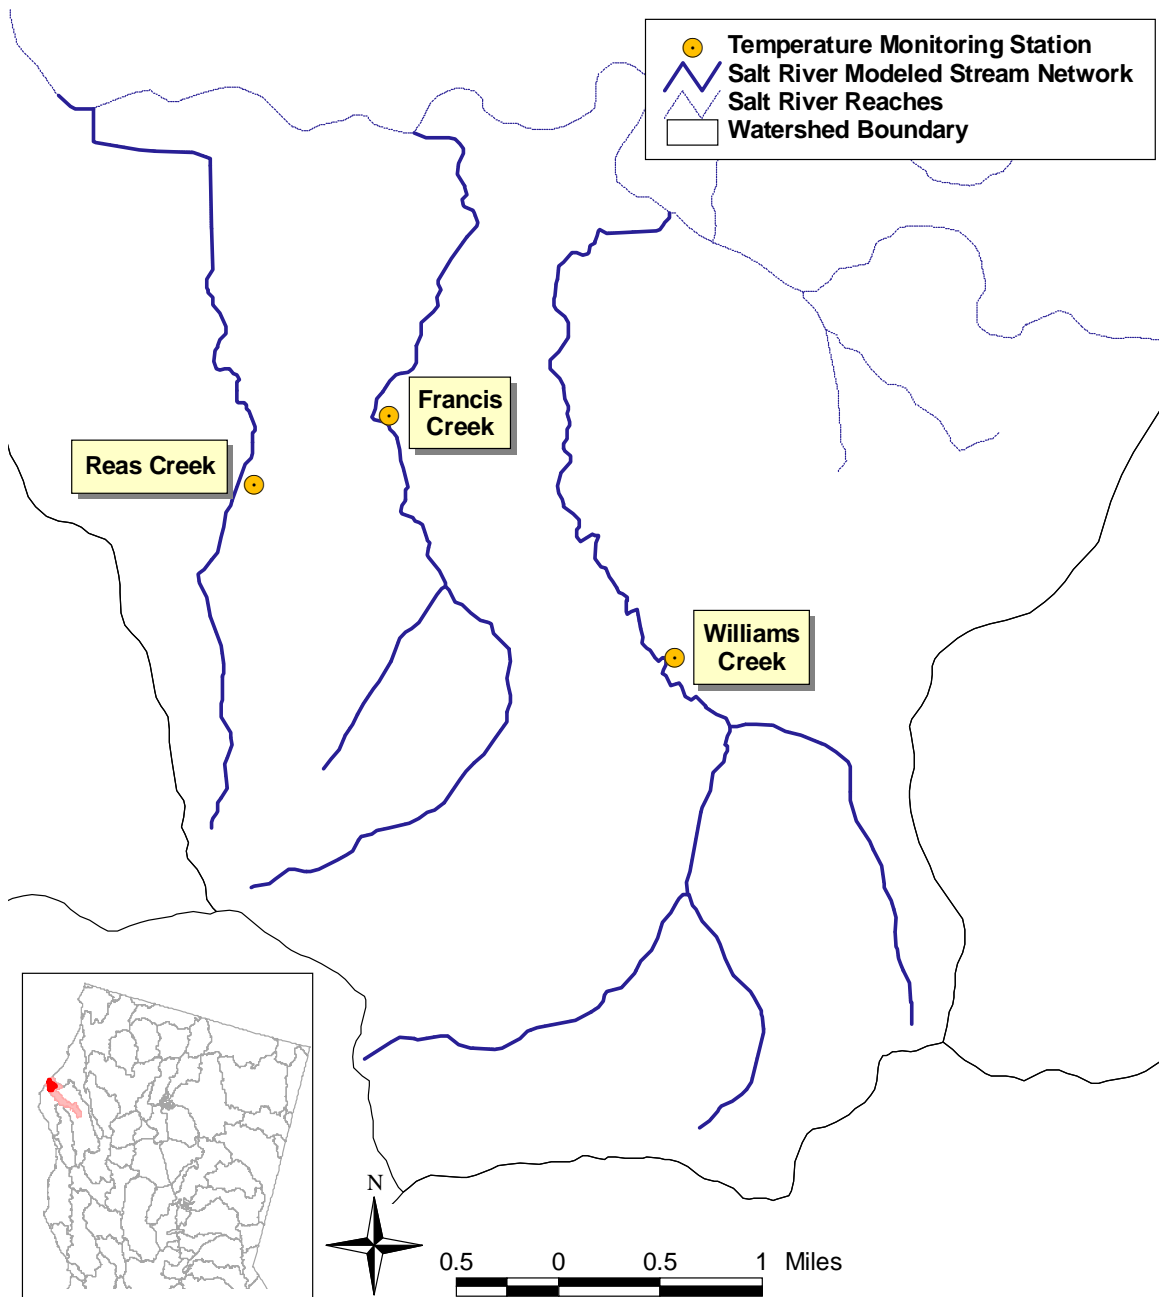 Temperature Monitoring Station
Salt River Modeled Stream Network
Salt River Reaches
Watershed Boundary
Francis
Creek
Reas Creek
Williams
Creek
N
0.5 0 0.5 1 Miles